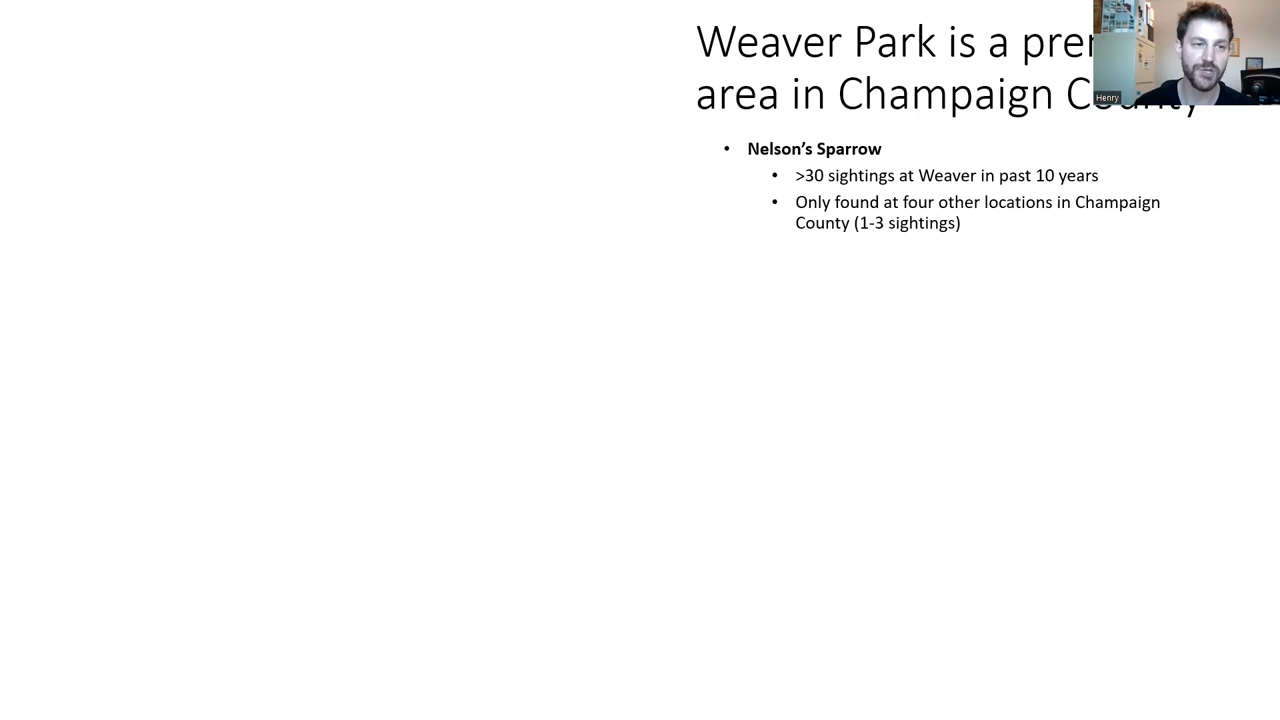 Weaver Park is a
area in Champaign
• Nelson's Sparrow
• >30 sightings at Weaver in past 10 years
• Only found at four other locations in Champaign
County (1-3 sightings)
Henry